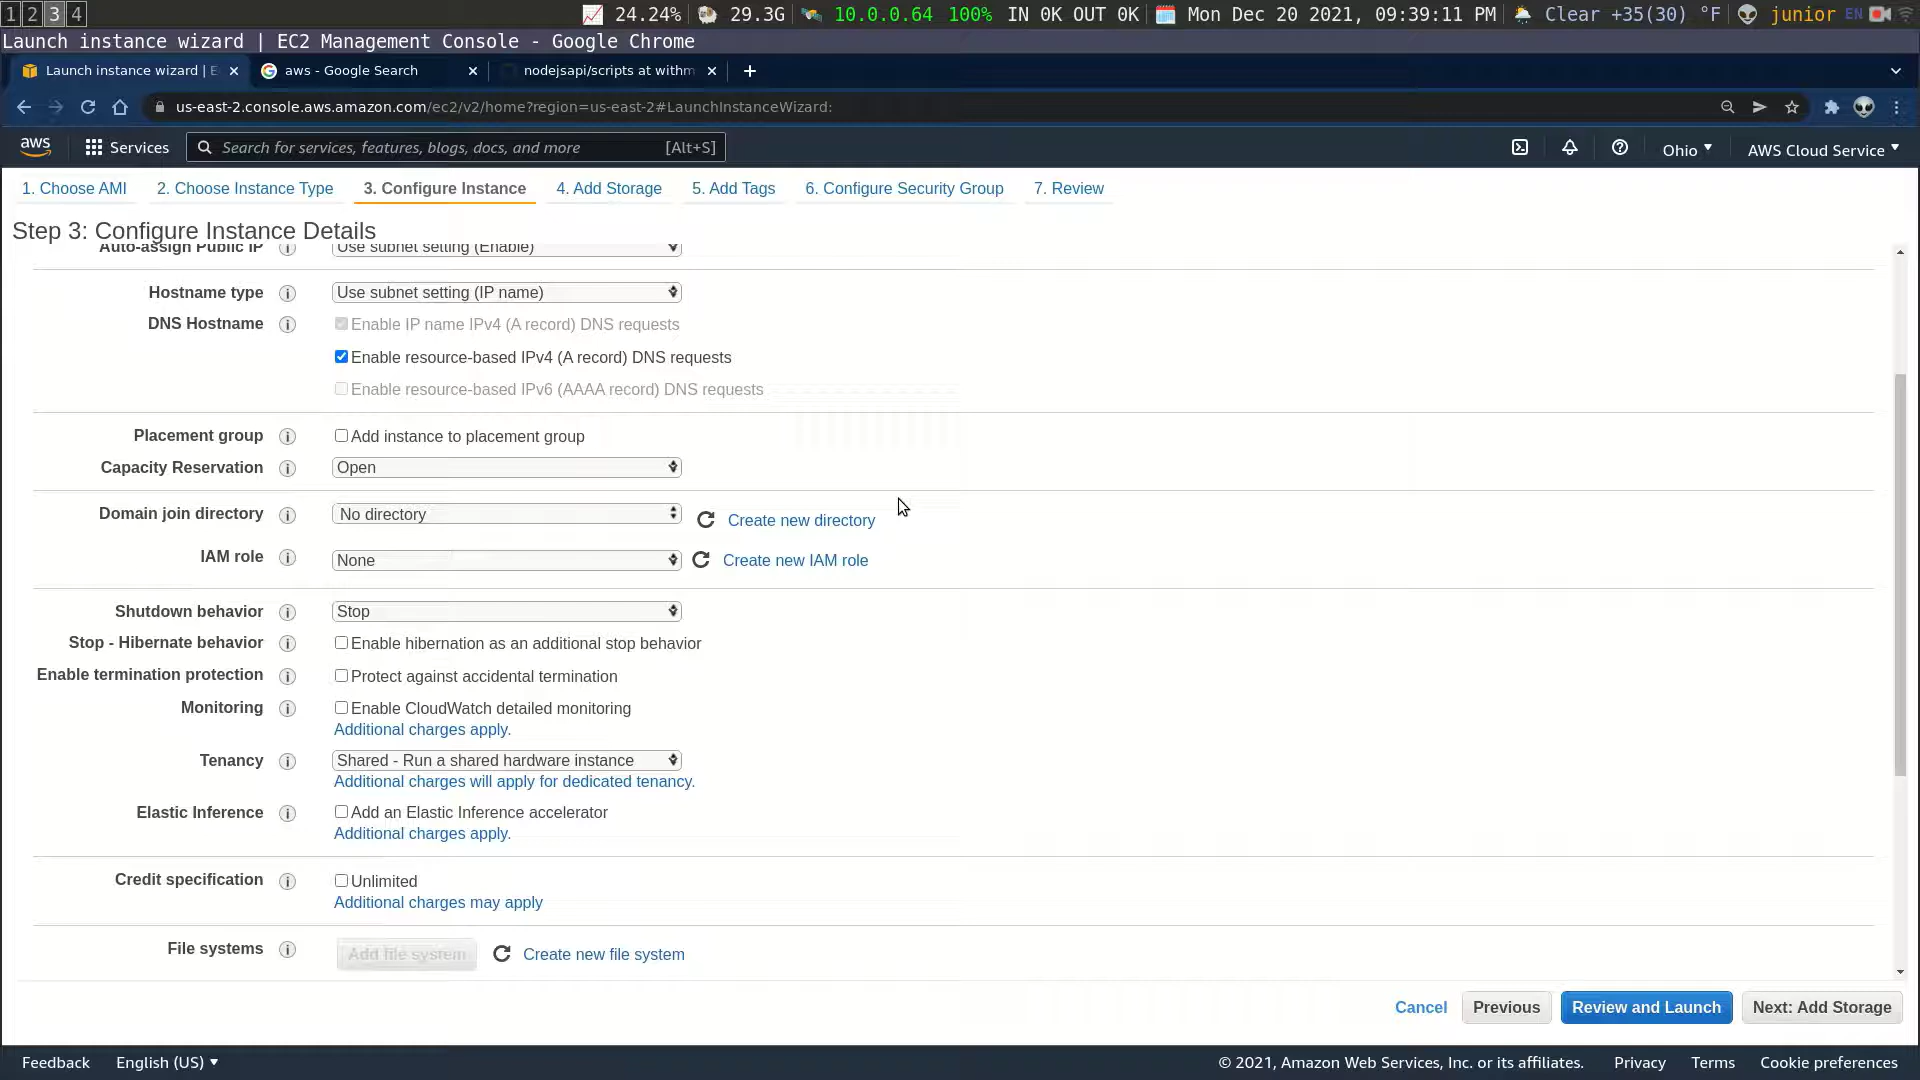 1 2 3 4 24.24% 29.3G 10.0.0.64 100% IN 0K OUT 0K Mon Dec 20 2021, 09:39:11 PM Clear +35(30) °F junior EN
Launch instance wizard | EC2 Management Console - Google Chrome
Launch instance wizard | E aws - Google Search nodejsapi/scripts at withm
us-east-2.console.aws.amazon.com/ec2/v2/home?region=us-east-2#LaunchInstanceWizard:
aws Services Search for services, features, blogs, docs, and more [Alt+S] Ohio AWS Cloud Service
1. Choose AMI 2. Choose Instance Type 3. Configure Instance 4. Add Storage 5. Add Tags 6. Configure Security Group 7. Review
Step 3: Configure Instance Details
Auto-assign Public IP Use subnet setting (Enable)
Hostname type Use subnet setting (IP name)
DNS Hostname Enable IP name IPv4 (A record) DNS requests
Enable resource-based IPv4 (A record) DNS requests
Enable resource-based IPv6 (AAAA record) DNS requests
Placement group Add instance to placement group
Capacity Reservation Open
Domain join directory No directory Create new directory
IAM role None Create new IAM role
Shutdown behavior Stop
Stop - Hibernate behavior Enable hibernation as an additional stop behavior
Enable termination protection Protect against accidental termination
Monitoring Enable CloudWatch detailed monitoring
Additional charges apply.
Tenancy Shared - Run a shared hardware instance
Additional charges will apply for dedicated tenancy.
Elastic Inference Add an Elastic Inference accelerator
Additional charges apply.
Credit specification Unlimited
Additional charges may apply
File systems Add file system Create new file system
Cancel Previous Review and Launch Next: Add Storage
Feedback English (US) © 2021, Amazon Web Services, Inc. or its affiliates. Privacy Terms Cookie preferences